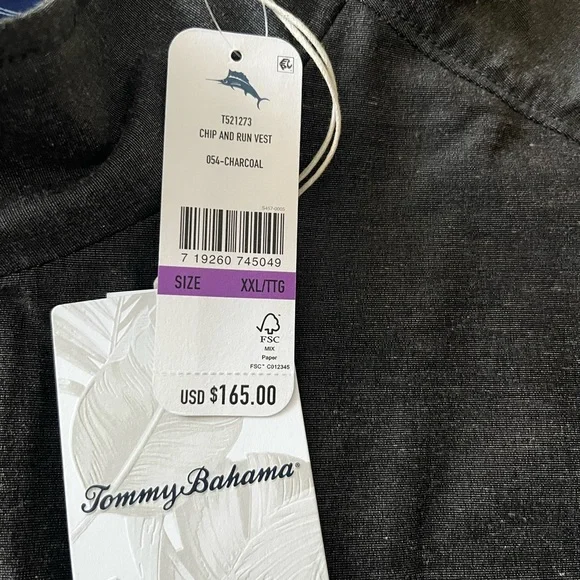 T521273
CHIP AND RUN VEST
054-CHARCOAL
7 19260 745049
SIZE XXL/TTG
FSC
MIX
Paper
FSC™ C012345
USD $165.00
Tommy Bahama®